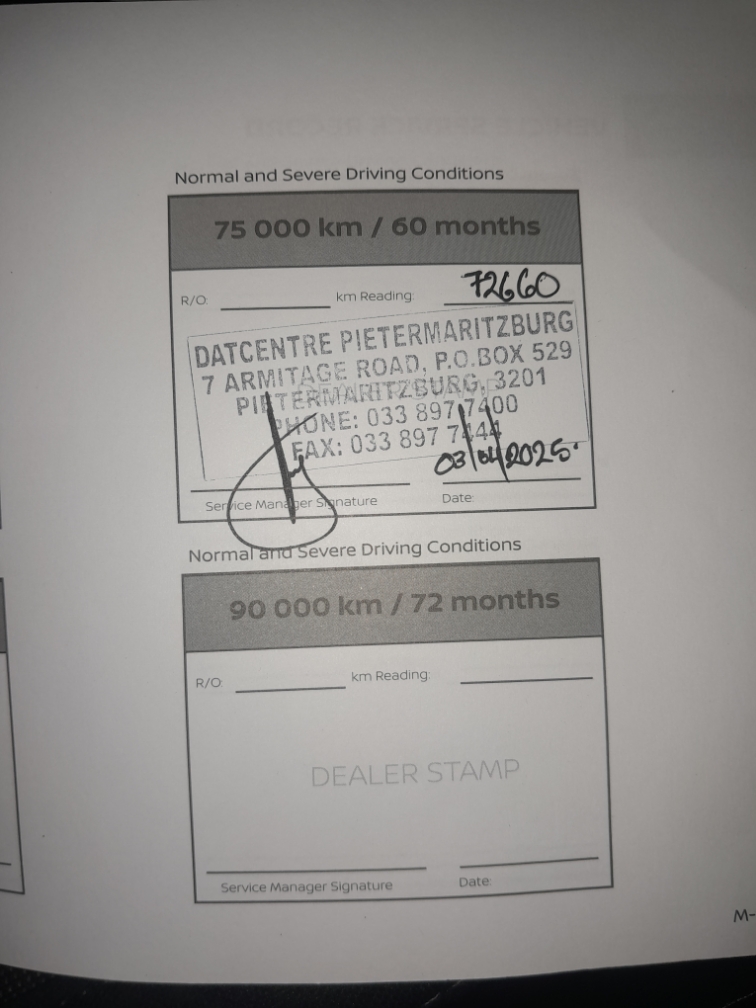 Normal and Severe Driving Conditions
75 000 km / 60 months
R/O:
km Reading: 72660
DATCENTRE PIETERMARITZBURG
7 ARMITAGE ROAD, P.O.BOX 529
PIETERMARITZBURG, 3201
PHONE: 033 897 7400
FAX: 033 897 7444
03/04/2025
Service Manager Signature
Date:
Normal and Severe Driving Conditions
90 000 km / 72 months
R/O:
km Reading:
DEALER STAMP
Service Manager Signature
Date:
M-